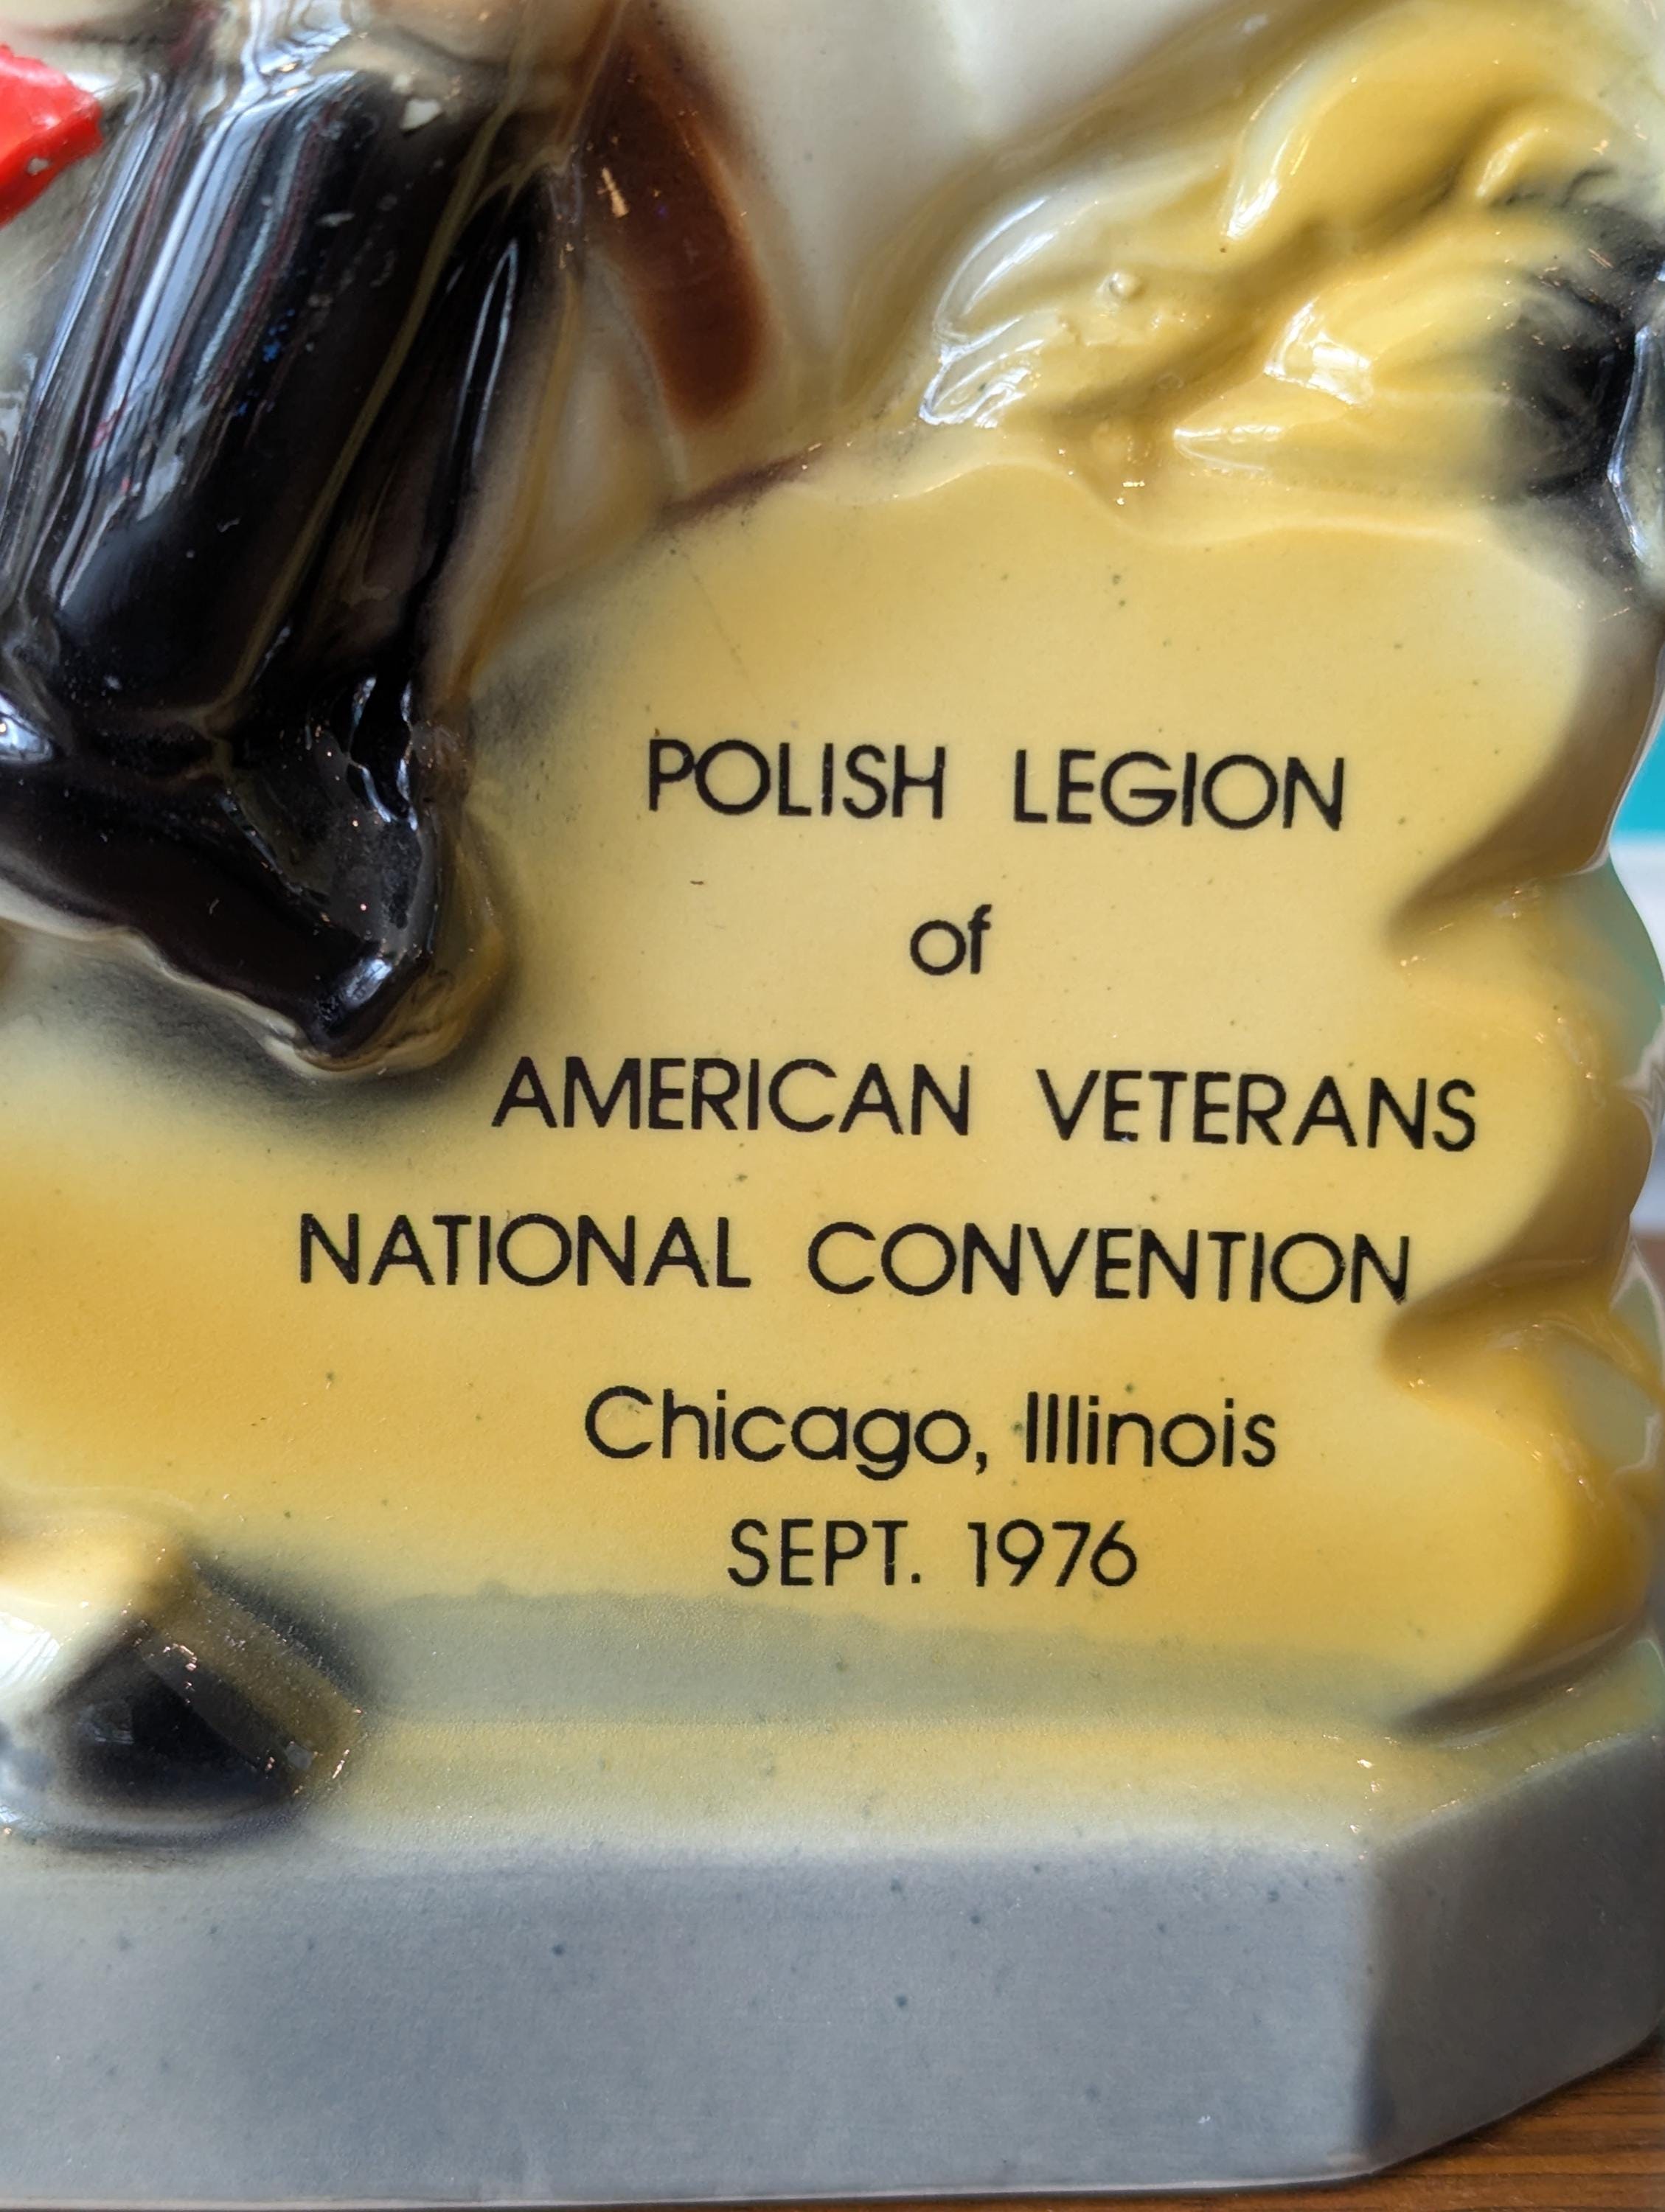 POLISH LEGION
of
AMERICAN VETERANS
NATIONAL CONVENTION
Chicago, Illinois
SEPT. 1976